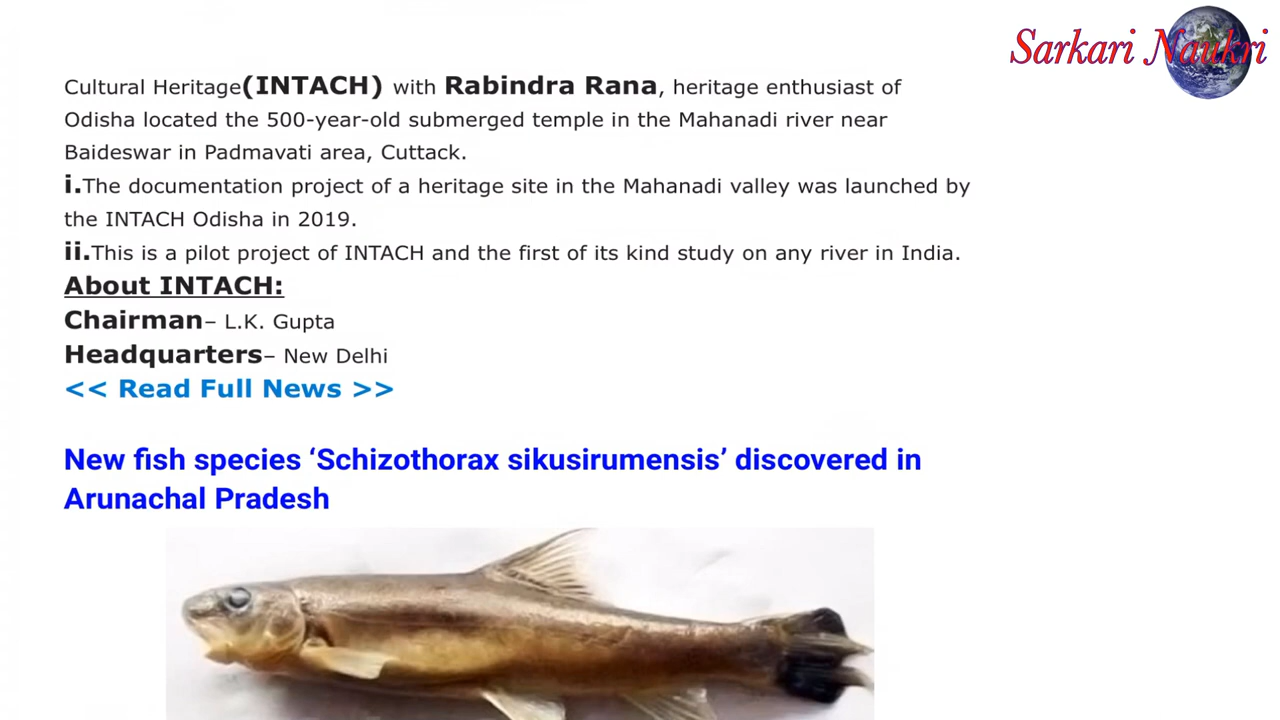 Sarkari Naukri
Cultural Heritage(INTACH) with Rabindra Rana, heritage enthusiast of
Odisha located the 500-year-old submerged temple in the Mahanadi river near
Baideswar in Padmavati area, Cuttack.
i.The documentation project of a heritage site in the Mahanadi valley was launched by
the INTACH Odisha in 2019.
ii.This is a pilot project of INTACH and the first of its kind study on any river in India.
About INTACH:
Chairman– L.K. Gupta
Headquarters– New Delhi
<< Read Full News >>
New fish species ‘Schizothorax sikusirumensis’ discovered in
Arunachal Pradesh